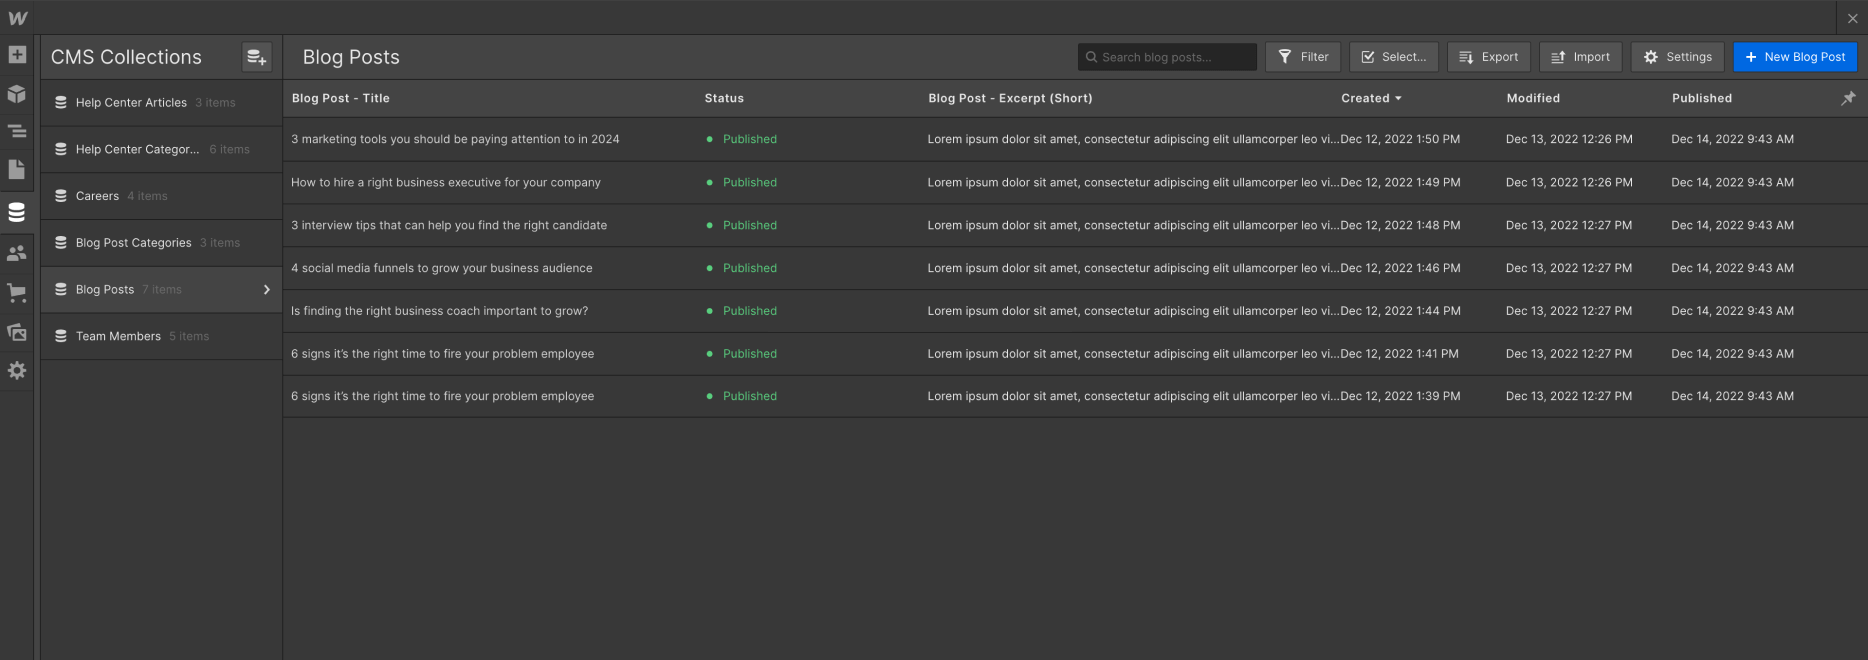 CMS Collections
Blog Posts
Search blog posts...
Filter
Select...
Export
Import
Settings
+ New Blog Post
Help Center Articles 3 items
Help Center Categor... 6 items
Careers 4 items
Blog Post Categories 3 items
Blog Posts 7 items
Team Members 5 items
Blog Post - Title Status Blog Post - Excerpt (Short) Created Modified Published
3 marketing tools you should be paying attention to in 2024 Published Lorem ipsum dolor sit amet, consectetur adipiscing elit ullamcorper leo vi... Dec 12, 2022 1:50 PM Dec 13, 2022 12:26 PM Dec 14, 2022 9:43 AM
How to hire a right business executive for your company Published Lorem ipsum dolor sit amet, consectetur adipiscing elit ullamcorper leo vi... Dec 12, 2022 1:49 PM Dec 13, 2022 12:26 PM Dec 14, 2022 9:43 AM
3 interview tips that can help you find the right candidate Published Lorem ipsum dolor sit amet, consectetur adipiscing elit ullamcorper leo vi... Dec 12, 2022 1:48 PM Dec 13, 2022 12:27 PM Dec 14, 2022 9:43 AM
4 social media funnels to grow your business audience Published Lorem ipsum dolor sit amet, consectetur adipiscing elit ullamcorper leo vi... Dec 12, 2022 1:46 PM Dec 13, 2022 12:27 PM Dec 14, 2022 9:43 AM
Is finding the right business coach important to grow? Published Lorem ipsum dolor sit amet, consectetur adipiscing elit ullamcorper leo vi... Dec 12, 2022 1:44 PM Dec 13, 2022 12:27 PM Dec 14, 2022 9:43 AM
6 signs it's the right time to fire your problem employee Published Lorem ipsum dolor sit amet, consectetur adipiscing elit ullamcorper leo vi... Dec 12, 2022 1:41 PM Dec 13, 2022 12:27 PM Dec 14, 2022 9:43 AM
6 signs it's the right time to fire your problem employee Published Lorem ipsum dolor sit amet, consectetur adipiscing elit ullamcorper leo vi... Dec 12, 2022 1:39 PM Dec 13, 2022 12:27 PM Dec 14, 2022 9:43 AM